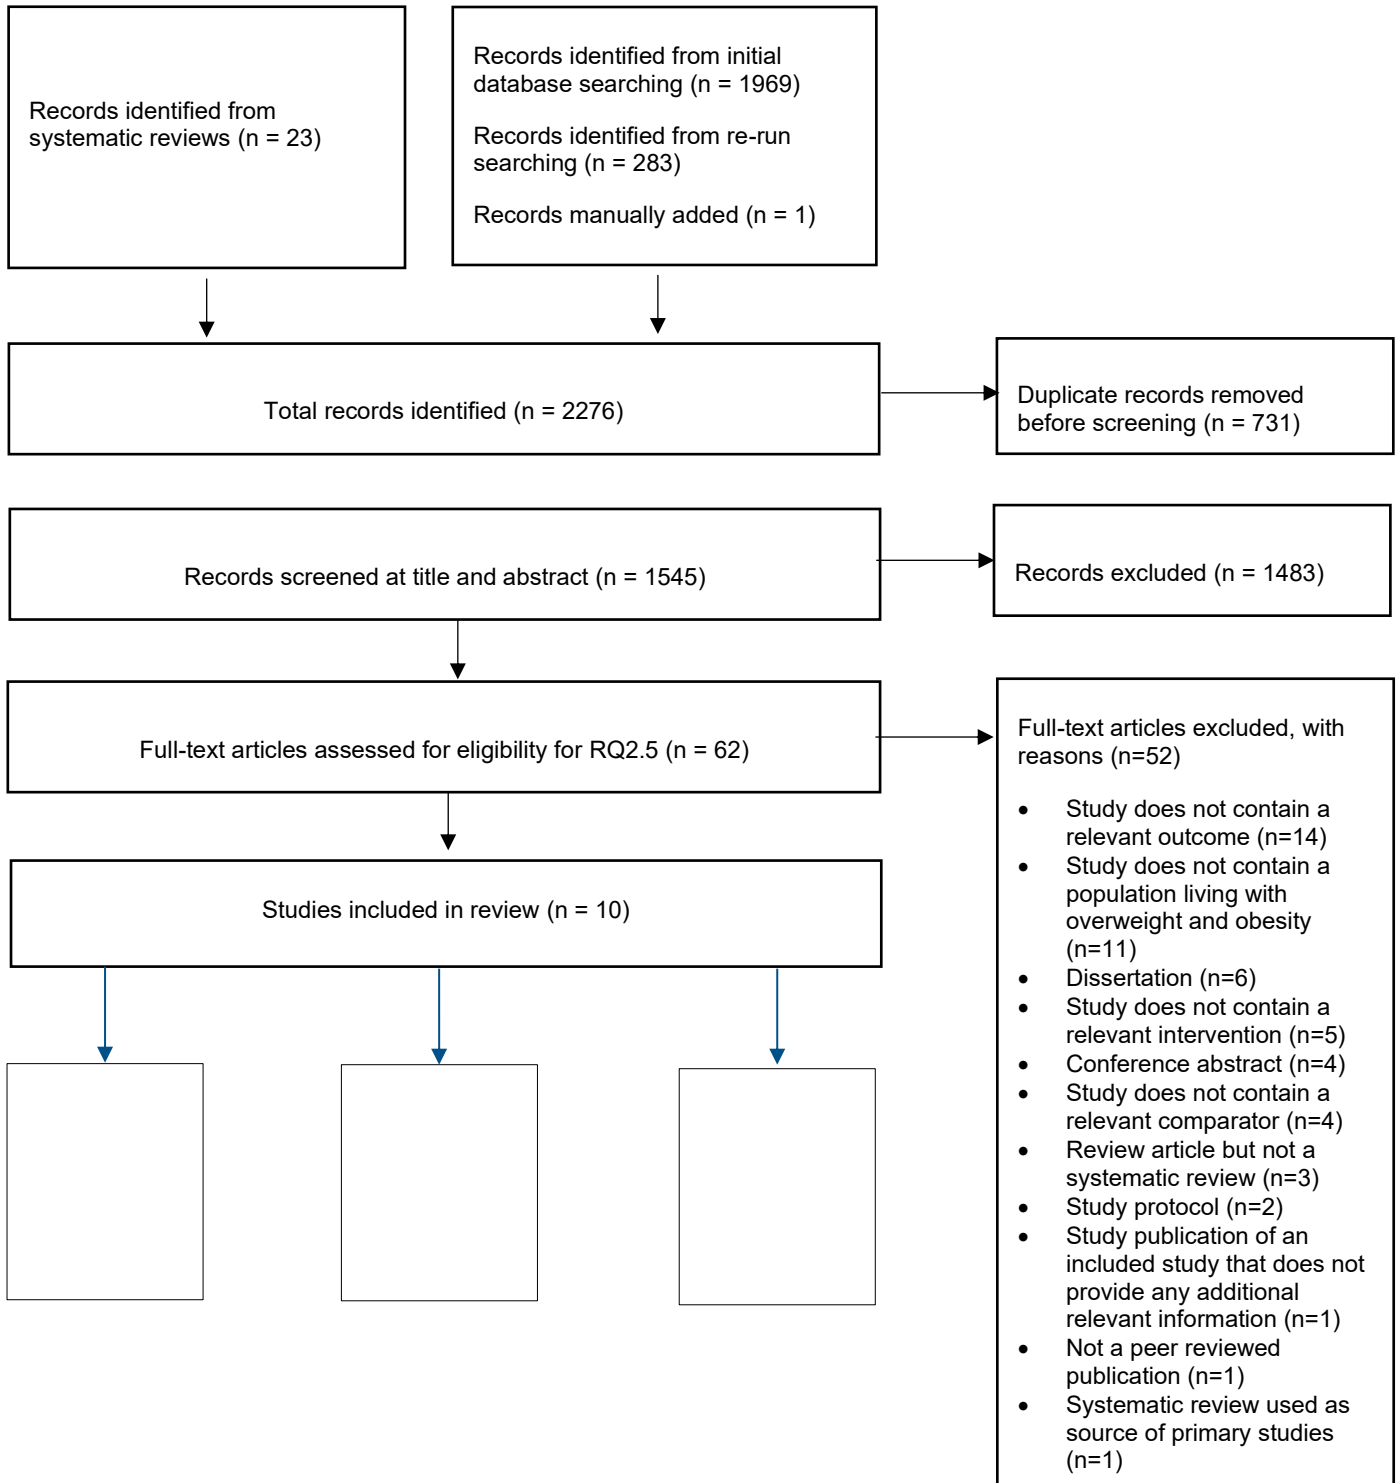 Records identified from
systematic reviews (n = 23)
Records identified from initial
database searching (n = 1969)
Records identified from re-run
searching (n = 283)
Records manually added (n = 1)
Total records identified (n = 2276)
Duplicate records removed
before screening (n = 731)
Records screened at title and abstract (n = 1545)
Records excluded (n = 1483)
Full-text articles assessed for eligibility for RQ2.5 (n = 62)
Full-text articles excluded, with
reasons (n=52)
• Study does not contain a
relevant outcome (n=14)
• Study does not contain a
population living with
overweight and obesity
(n=11)
• Dissertation (n=6)
• Study does not contain a
relevant intervention (n=5)
• Conference abstract (n=4)
• Study does not contain a
relevant comparator (n=4)
• Review article but not a
systematic review (n=3)
• Study protocol (n=2)
• Study publication of an
included study that does not
provide any additional
relevant information (n=1)
• Not a peer reviewed
publication (n=1)
• Systematic review used as
source of primary studies
(n=1)
Studies included in review (n = 10)